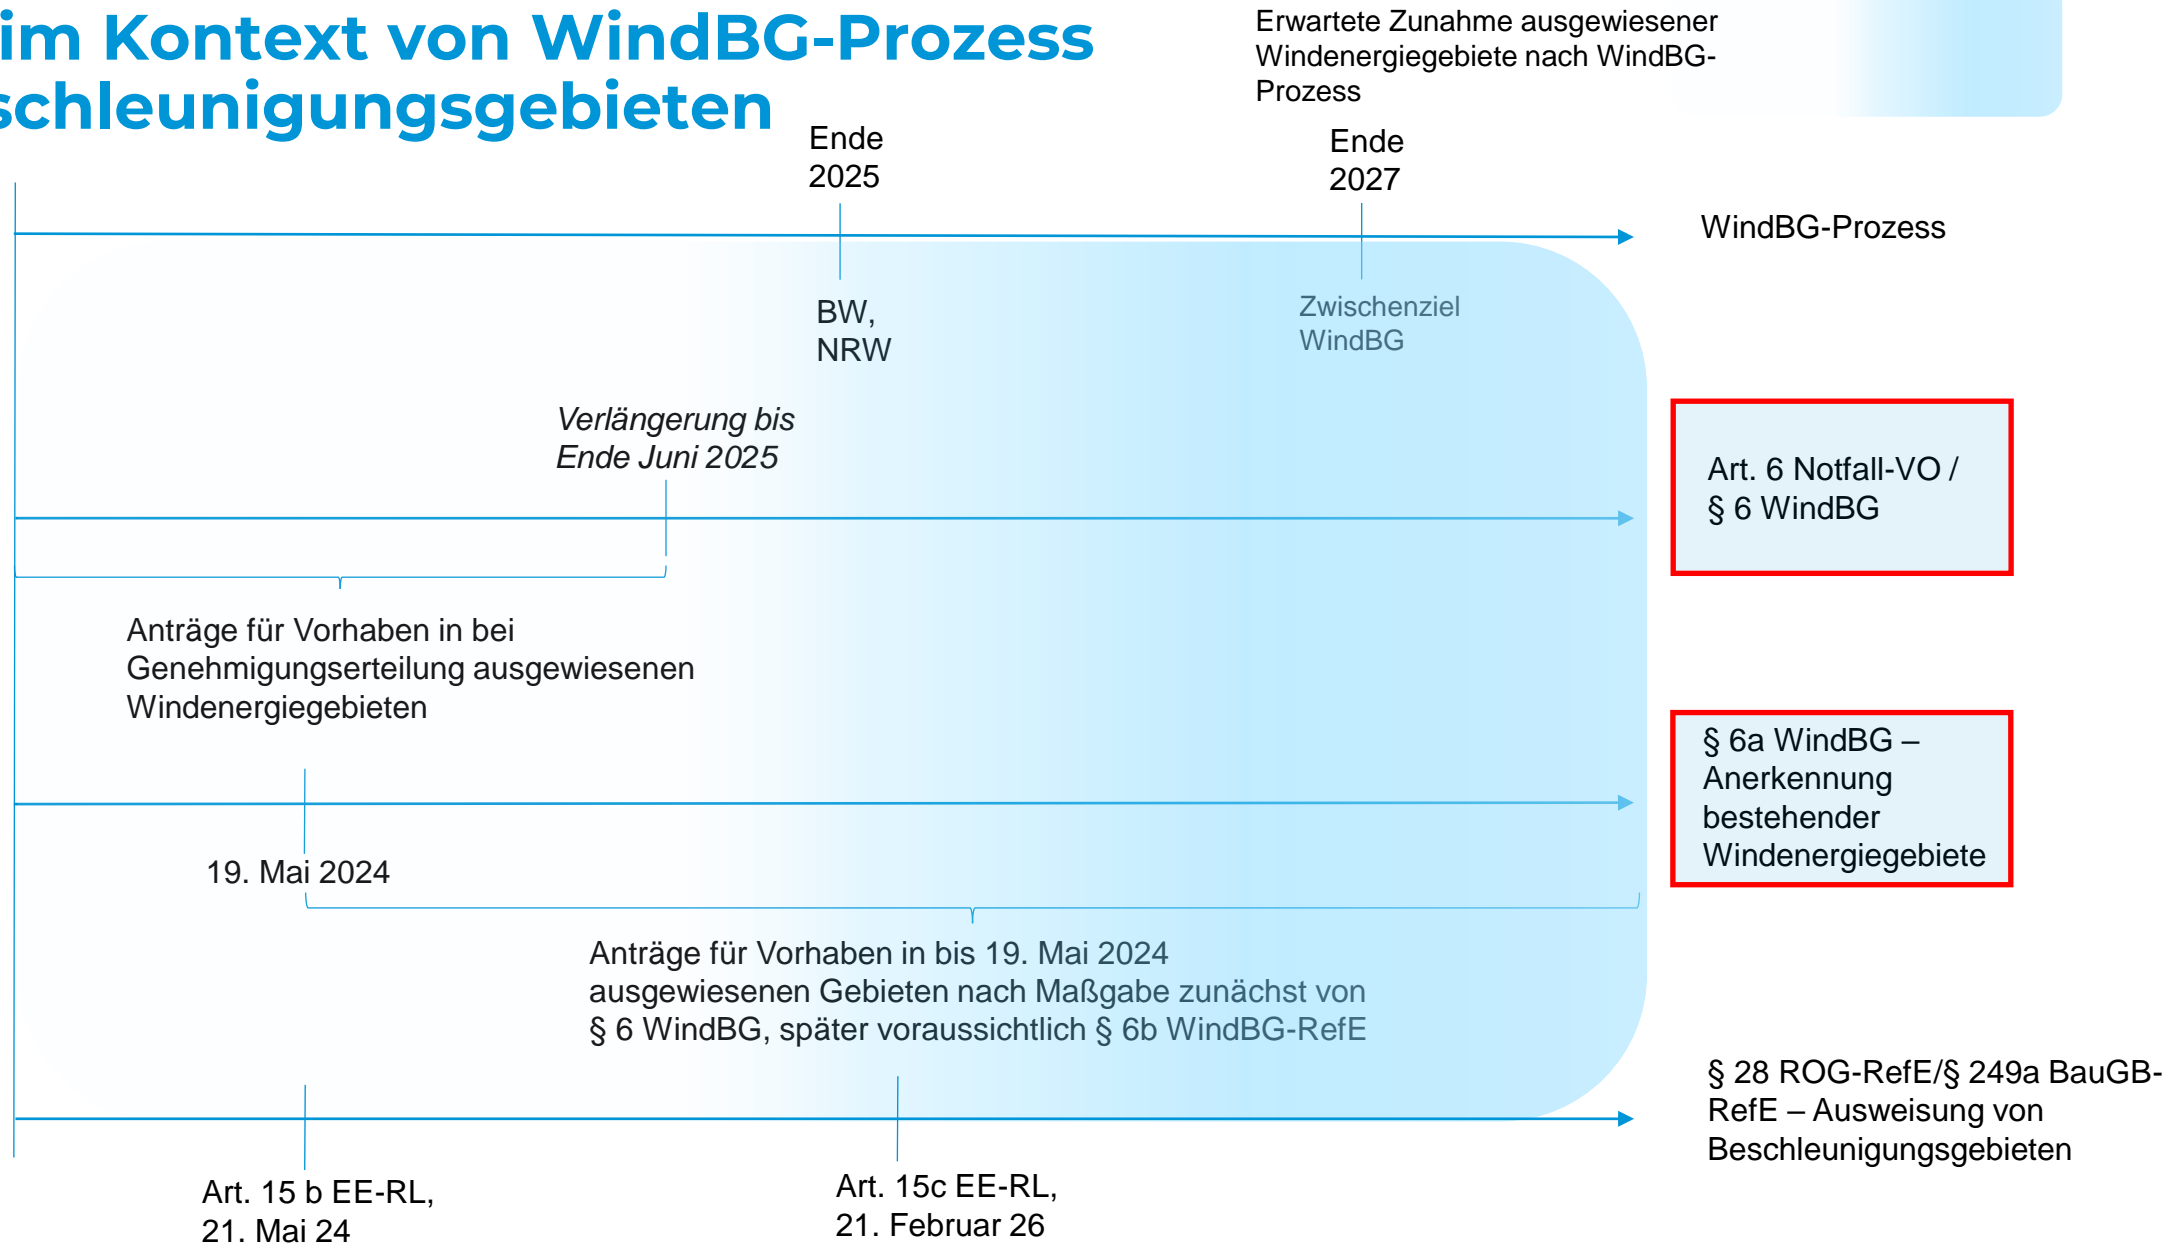 im Kontext von WindBG-Prozess
schleunigungsgebieten
Erwartete Zunahme ausgewiesener
Windenergiegebiete nach WindBG-
Prozess
Ende
2025
Ende
2027
WindBG-Prozess
BW,
NRW
Zwischenziel
WindBG
Verlängerung bis
Ende Juni 2025
Art. 6 Notfall-VO /
§ 6 WindBG
Anträge für Vorhaben in bei
Genehmigungserteilung ausgewiesenen
Windenergiegebieten
§ 6a WindBG –
Anerkennung
bestehender
Windenergiegebiete
19. Mai 2024
Anträge für Vorhaben in bis 19. Mai 2024
ausgewiesenen Gebieten nach Maßgabe zunächst von
§ 6 WindBG, später voraussichtlich § 6b WindBG-RefE
§ 28 ROG-RefE/§ 249a BauGB-
RefE – Ausweisung von
Beschleunigungsgebieten
Art. 15 b EE-RL,
21. Mai 24
Art. 15c EE-RL,
21. Februar 26